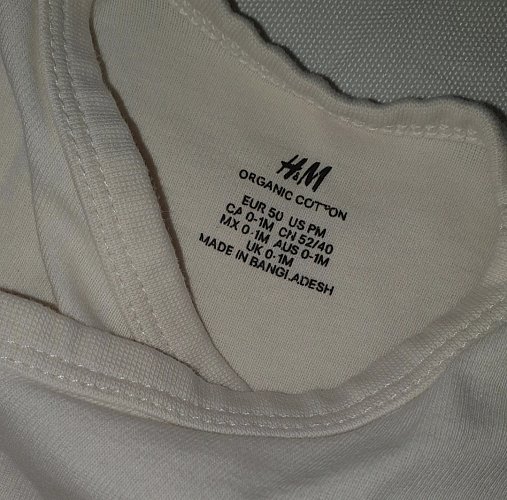 H&M
ORGANIC COTTON
EUR 50 US PM
CA 0-1M CN 52/40
MX 0-1M AUS 0-1M
UK 0-1M
MADE IN BANGLADESH